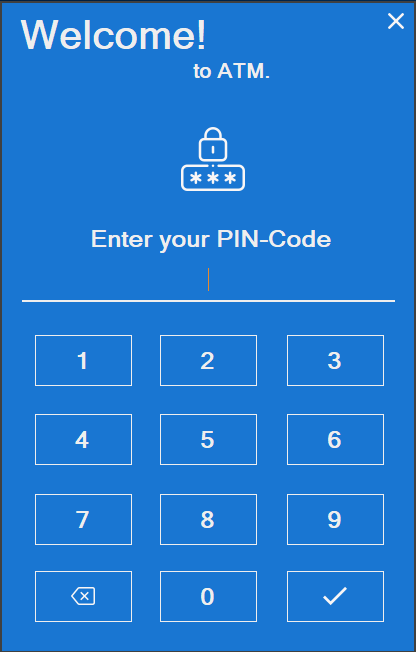 Welcome!
to ATM.
***
Enter your PIN-Code
1 2 3
4 5 6
7 8 9
0